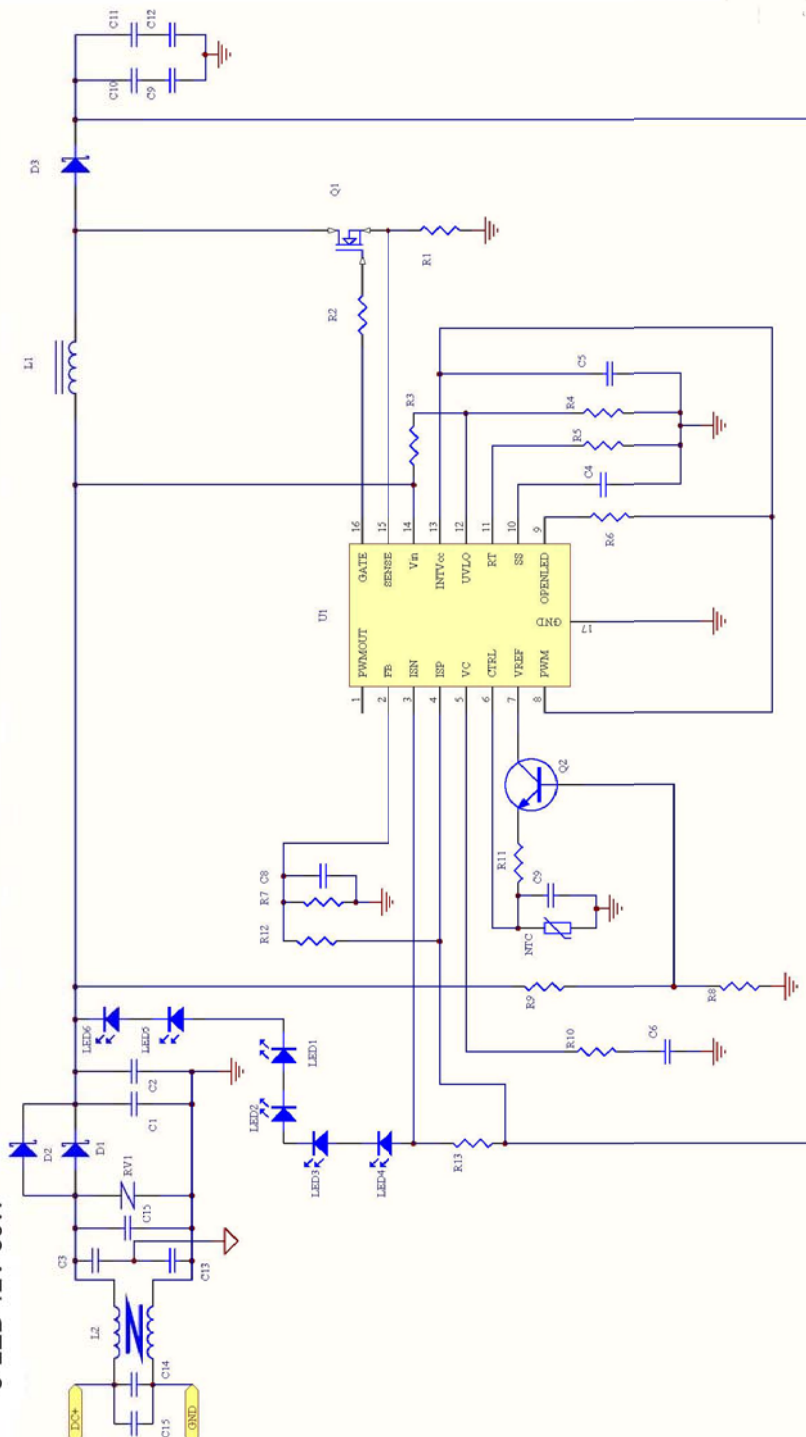 C11
C12
C10
C9
D3
Q1
R1
R2
L1
R3
C5
R4
R5
C4
R6
16
15
14
13
12
11
10
9
GATE
SENSE
Vin
INTVcc
UVLO
RT
SS
OPENLED
U1
GND
17
PWMOUT
FB
ISN
ISP
VC
CTRL
VREF
PWM
1
2
3
4
5
6
7
8
Q2
R11
C8
R7
R12
C9
NTC
R9
R8
LED6
LED5
LED1
LED2
LED3
LED4
R10
C6
R13
C2
C1
D2
D1
RV1
C15
C3
C13
L2
C14
C15
DC+
GND